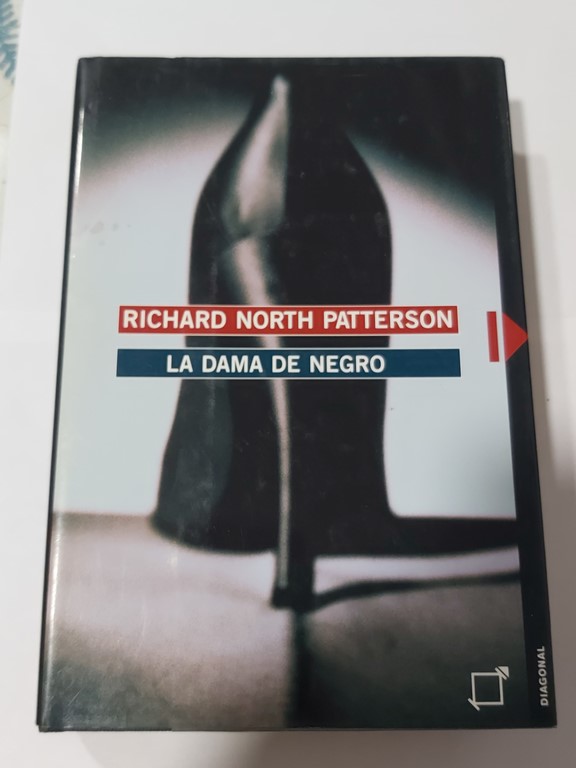 RICHARD NORTH PATTERSON
LA DAMA DE NEGRO
DIAGONAL